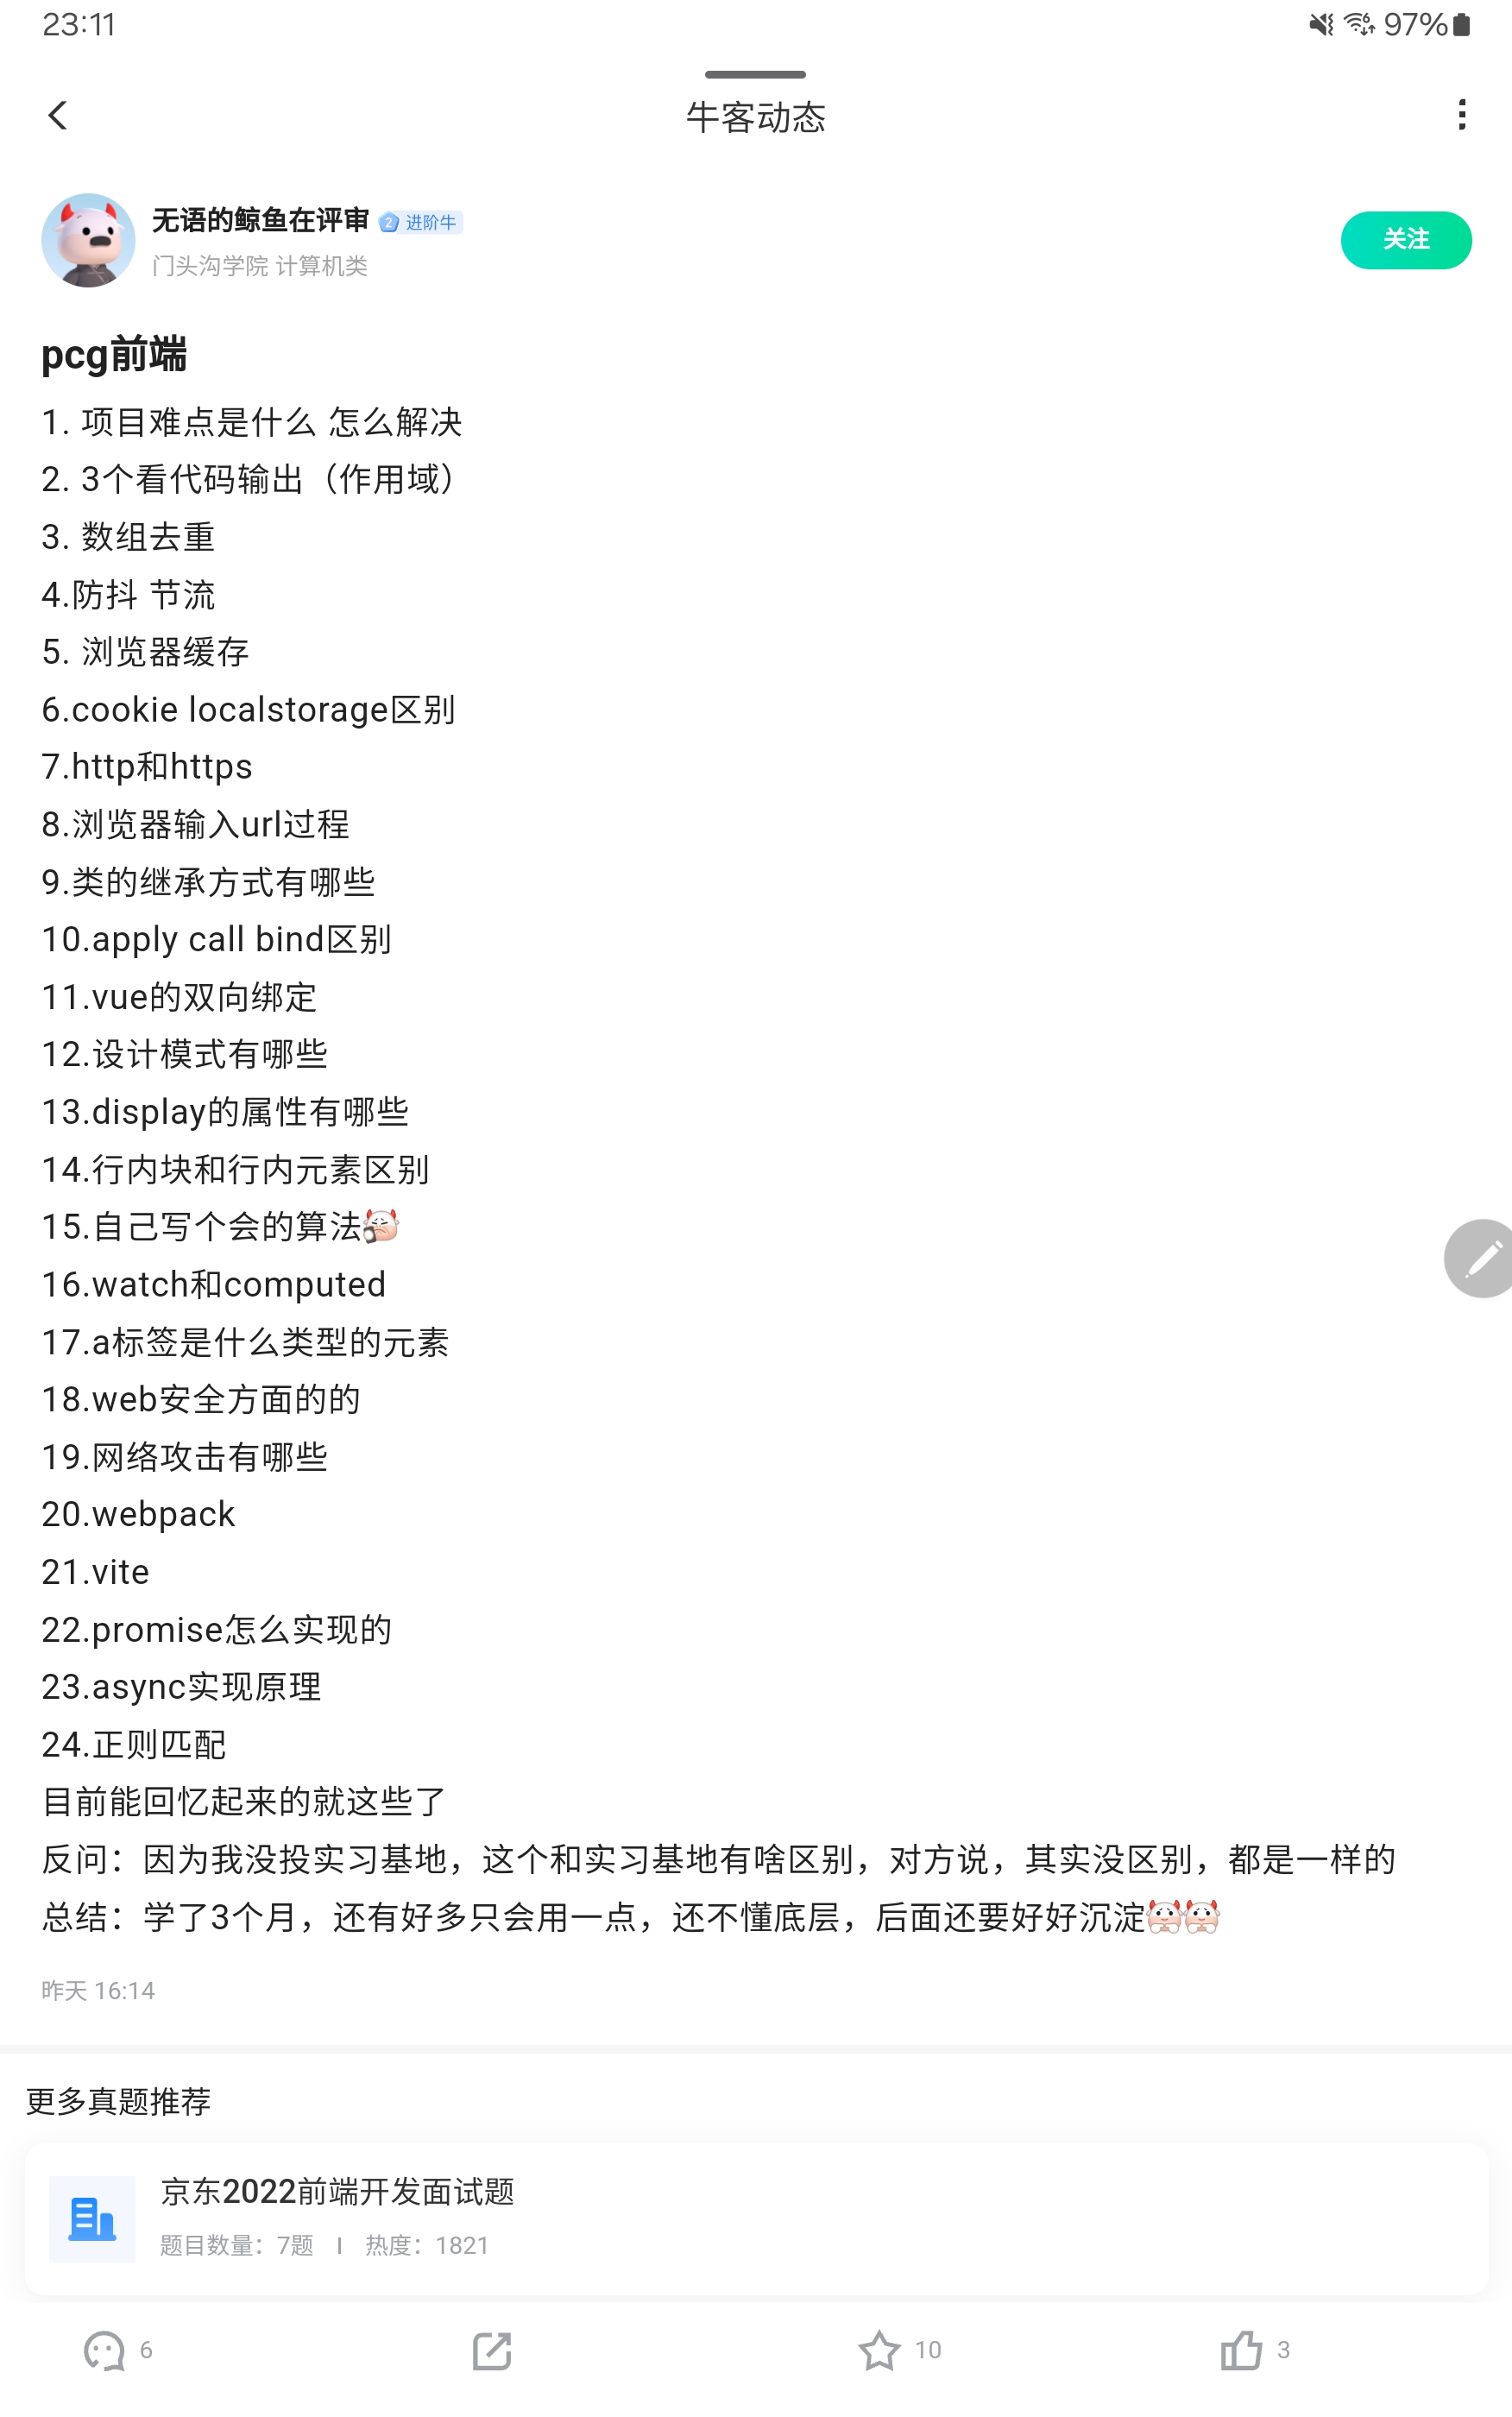 23:11
97%
牛客动态
无语的鲸鱼在评审 2 进阶牛
门头沟学院 计算机类
关注
pcg前端
1. 项目难点是什么 怎么解决
2. 3个看代码输出（作用域）
3. 数组去重
4.防抖 节流
5. 浏览器缓存
6.cookie localstorage区别
7.http和https
8.浏览器输入url过程
9.类的继承方式有哪些
10.apply call bind区别
11.vue的双向绑定
12.设计模式有哪些
13.display的属性有哪些
14.行内块和行内元素区别
15.自己写个会的算法
16.watch和computed
17.a标签是什么类型的元素
18.web安全方面的的
19.网络攻击有哪些
20.webpack
21.vite
22.promise怎么实现的
23.async实现原理
24.正则匹配
目前能回忆起来的就这些了
反问：因为我没投实习基地，这个和实习基地有啥区别，对方说，其实没区别，都是一样的
总结：学了3个月，还有好多只会用一点，还不懂底层，后面还要好好沉淀
昨天 16:14
更多真题推荐
京东2022前端开发面试题
题目数量：7题 I 热度：1821
6 10 3